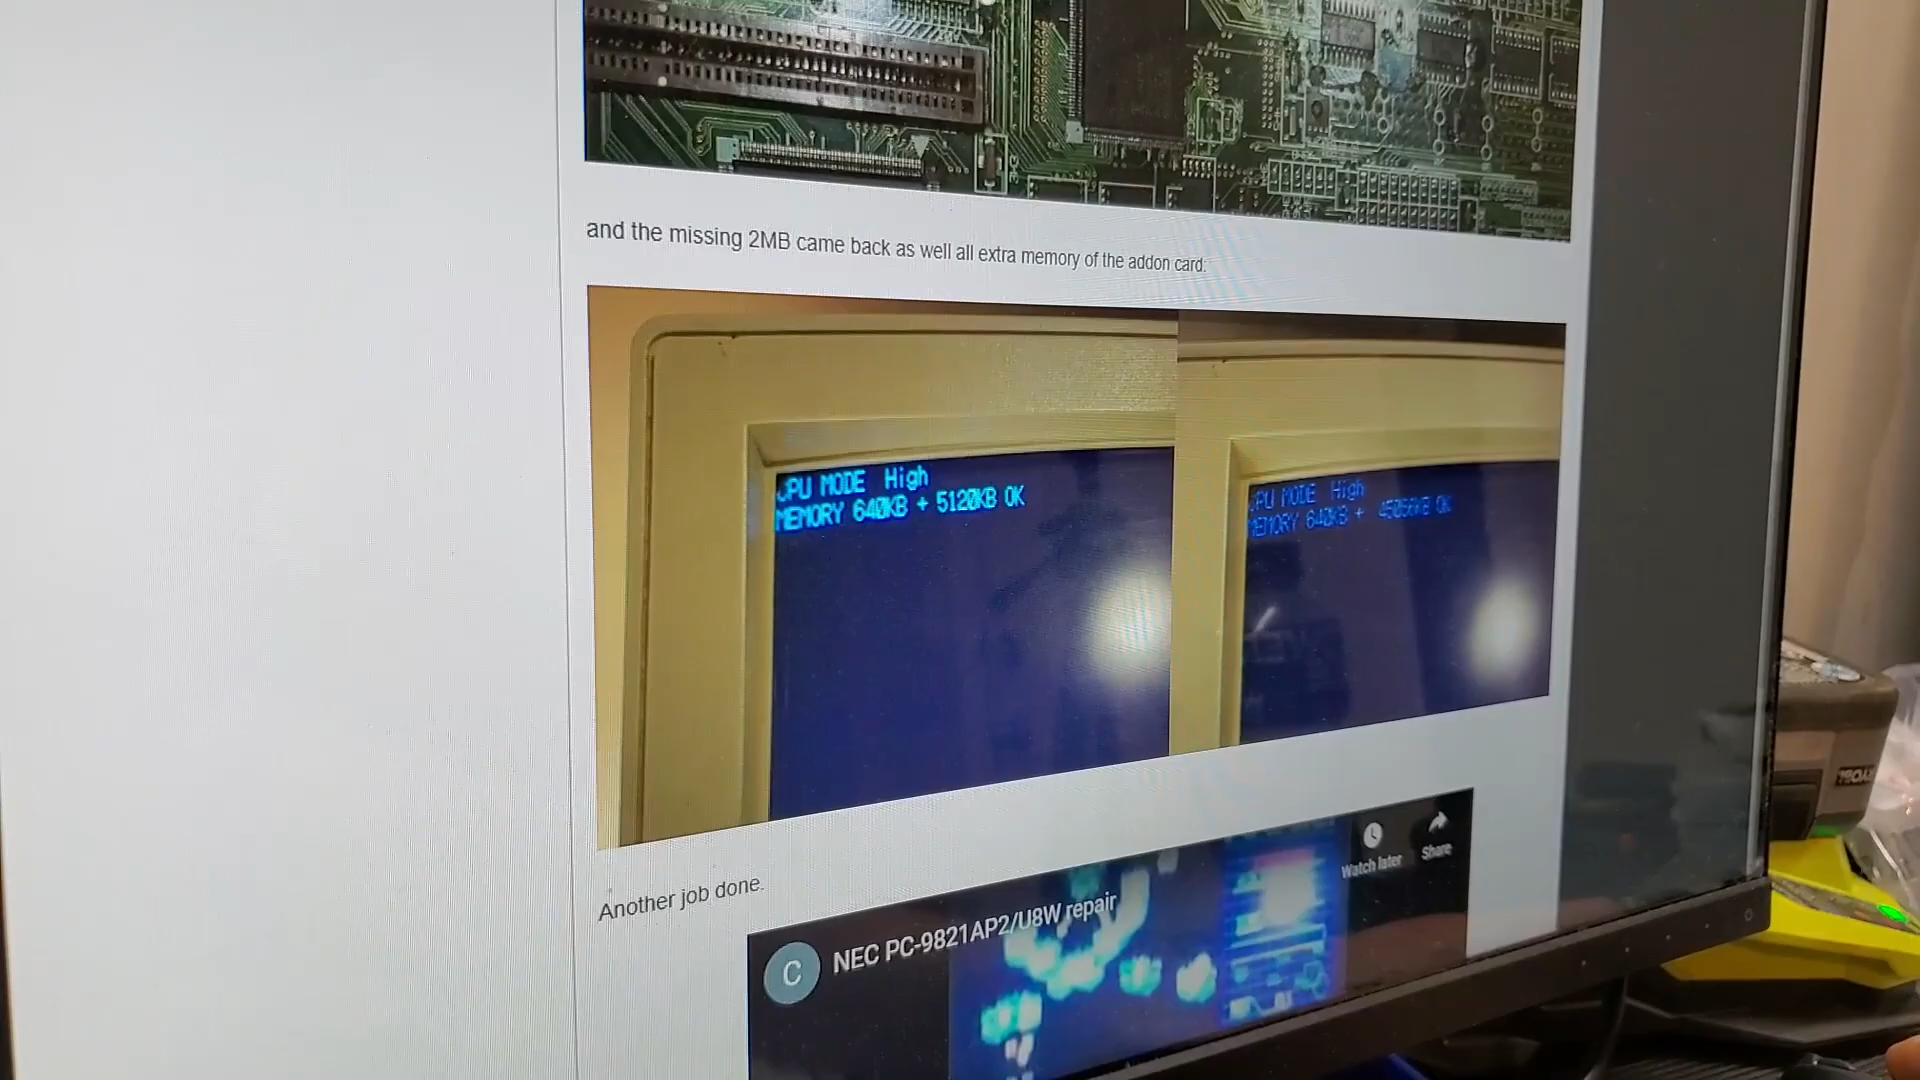 and the missing 2MB came back as well all extra memory of the addon card:
CPU MODE High
MEMORY 640KB + 5120KB OK
CPU MODE High
MEMORY 640KB + 45056KB OK
Another job done.
C
NEC PC-9821AP2/U8W repair
Watch later
Share